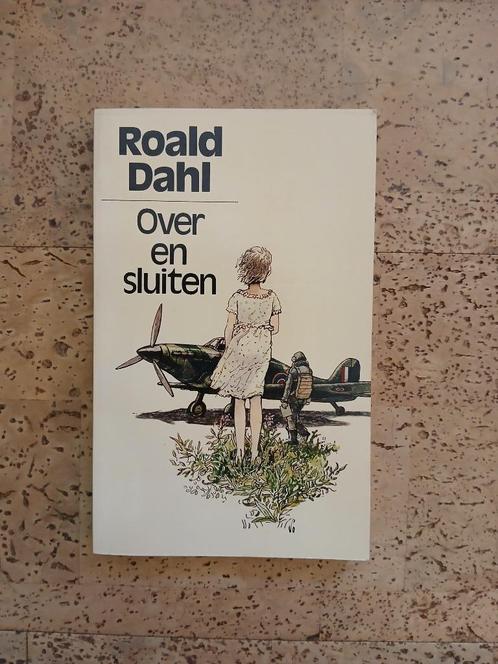 Roald
Dahl
Over
en
sluiten